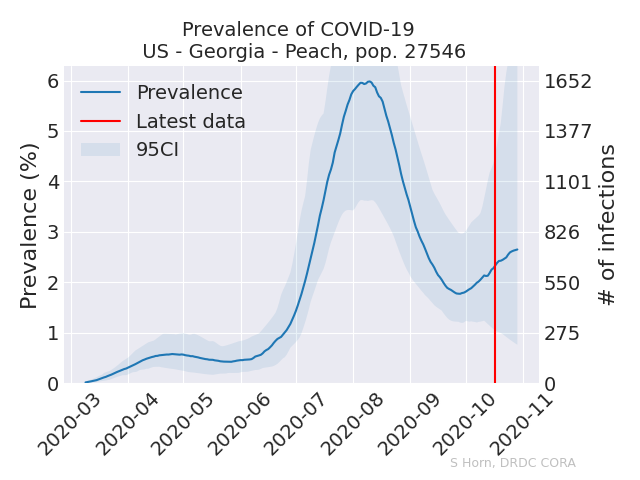 Prevalence of COVID-19
US - Georgia - Peach, pop. 27546
Prevalence (%)
6
5
4
3
2
1
0
Prevalence
Latest data
95CI
1652
1377
1101
826
550
275
0
# of infections
2020-03
2020-04
2020-05
2020-06
2020-07
2020-08
2020-09
2020-10
2020-11
S Horn, DRDC CORA